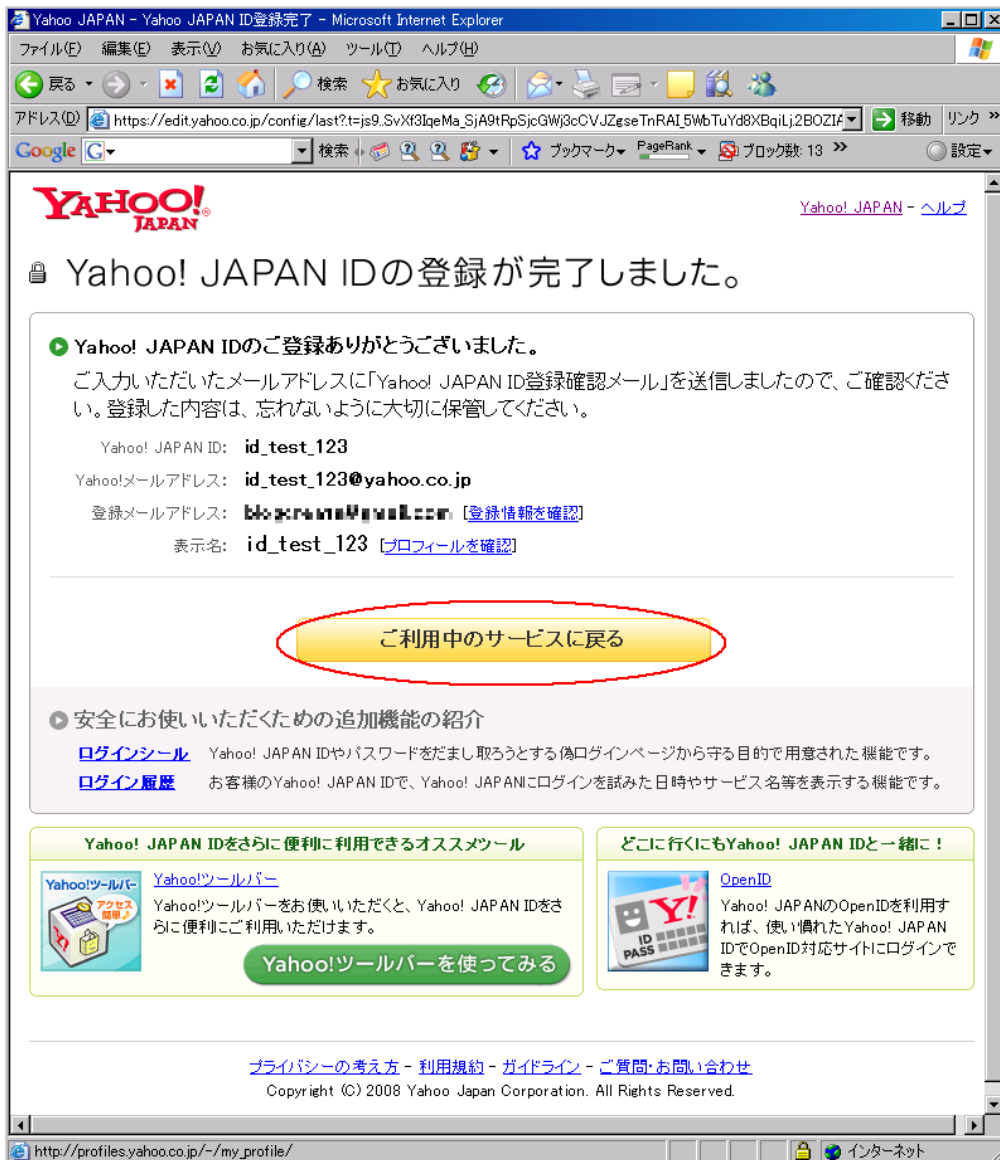 Yahoo! JAPAN - Yahoo! JAPAN ID登録完了 - Microsoft Internet Explorer
ファイル(F) 編集(E) 表示(V) お気に入り(A) ツール(T) ヘルプ(H)
戻る 検索 お気に入り
アドレス(D) https://edit.yahoo.co.jp/config/last?.t=js9. 移動 リンク »
Google G 検索 ブックマーク PageRank ブロック数: 13 » 設定
YAHOO! JAPAN
Yahoo! JAPAN - ヘルプ
Yahoo! JAPAN IDの登録が完了しました。
Yahoo! JAPAN IDのご登録ありがとうございました。
ご入力いただいたメールアドレスに「Yahoo! JAPAN ID登録確認メール」を送信しましたので、ご確認くださ
い。登録した内容は、忘れないように大切に保管してください。
Yahoo! JAPAN ID: id_test_123
Yahoo!メールアドレス: id_test_123@yahoo.co.jp
登録メールアドレス: [登録情報を確認]
表示名: id_test_123 [プロフィールを確認]
ご利用中のサービスに戻る
安全にお使いいただくための追加機能の紹介
ログインシール Yahoo! JAPAN IDやパスワードをだまし取ろうとする偽ログインページから守る目的で用意された機能です。
ログイン履歴 お客様のYahoo! JAPAN IDで、Yahoo! JAPANにログインを試みた日時やサービス名等を表示する機能です。
Yahoo! JAPAN IDをさらに便利に利用できるオススメツール
Yahoo!ツールバー
アクセス
簡単♪
Yahoo!ツールバー
Yahoo!ツールバーをお使いいただくと、Yahoo! JAPAN IDをさ
らに便利にご利用いただけます。
Yahoo!ツールバーを使ってみる
どこに行くにもYahoo! JAPAN IDと一緒に!
Y!
ID
PASS
OpenID
Yahoo! JAPANのOpenIDを利用す
れば、使い慣れたYahoo! JAPAN
IDでOpenID対応サイトにログインで
きます。
プライバシーの考え方 - 利用規約 - ガイドライン - ご質問・お問い合わせ
Copyright (C) 2008 Yahoo Japan Corporation. All Rights Reserved.
http://profiles.yahoo.co.jp/-/my_profile/ インターネット